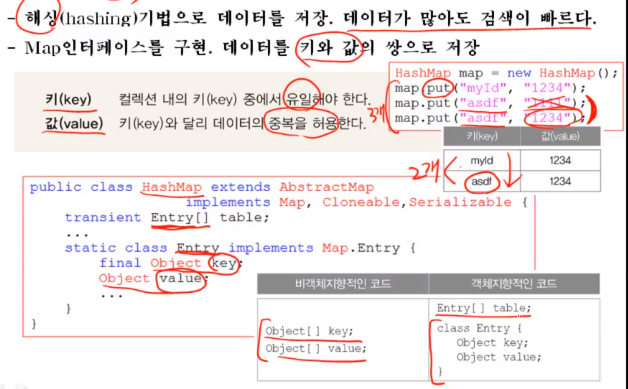 - 해싱(hashing)기법으로 데이터를 저장. 데이터가 많아도 검색이 빠르다.
- Map인터페이스를 구현. 데이터를 키와 값의 쌍으로 저장
키(key) 컬렉션 내의 키(key) 중에서 유일해야 한다.
값(value) 키(key)와 달리 데이터의 중복을 허용한다.
HashMap map = new HashMap();
map.put("myId", "1234");
map.put("asdf", "1111");
map.put("asdf", "1234");
3개
키(key) 값(value)
myId 1234
asdf 1234
2개
public class HashMap extends AbstractMap
implements Map, Cloneable,Serializable {
transient Entry[] table;
...
static class Entry implements Map.Entry {
final Object key;
Object value;
...
}
}
비객체지향적인 코드 객체지향적인 코드
Object[] key;
Object[] value;
Entry[] table;
class Entry {
Object key;
Object value;
}